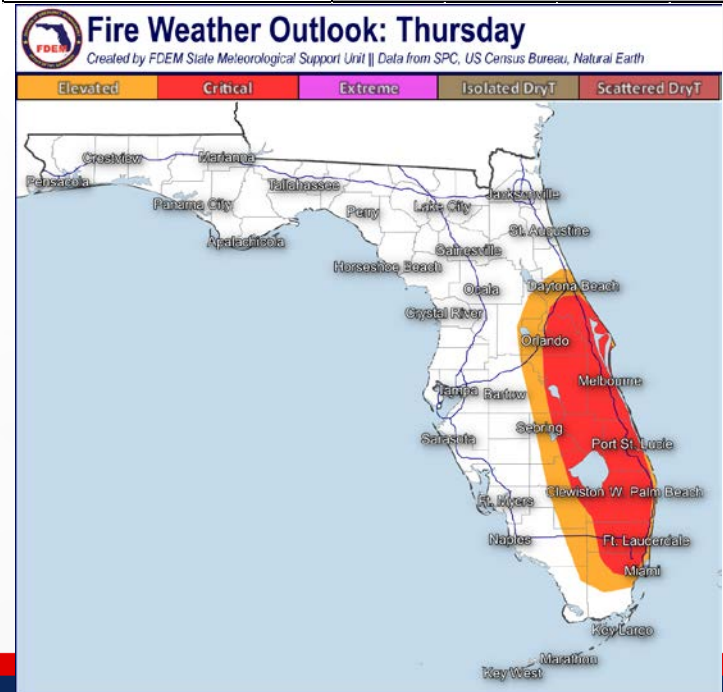 Fire Weather Outlook: Thursday
Created by FDEM State Meteorological Support Unit || Data from SPC, US Census Bureau, Natural Earth
FDEM
Elevated Critical Extreme Isolated DryT Scattered DryT
Crestview Marianna
Pensacola Tallahassee Jacksonville
Panama City Perry Lake City
Apalachicola St. Augustine
Gainesville
Horseshoe Beach
Ocala Daytona Beach
Crystal River
Orlando
Tampa Bartow Melbourne
Sebring
Sarasota Port St. Lucie
Ft. Myers Clewiston W. Palm Beach
Naples Ft. Lauderdale
Miami
Key Largo
Marathon
Key West